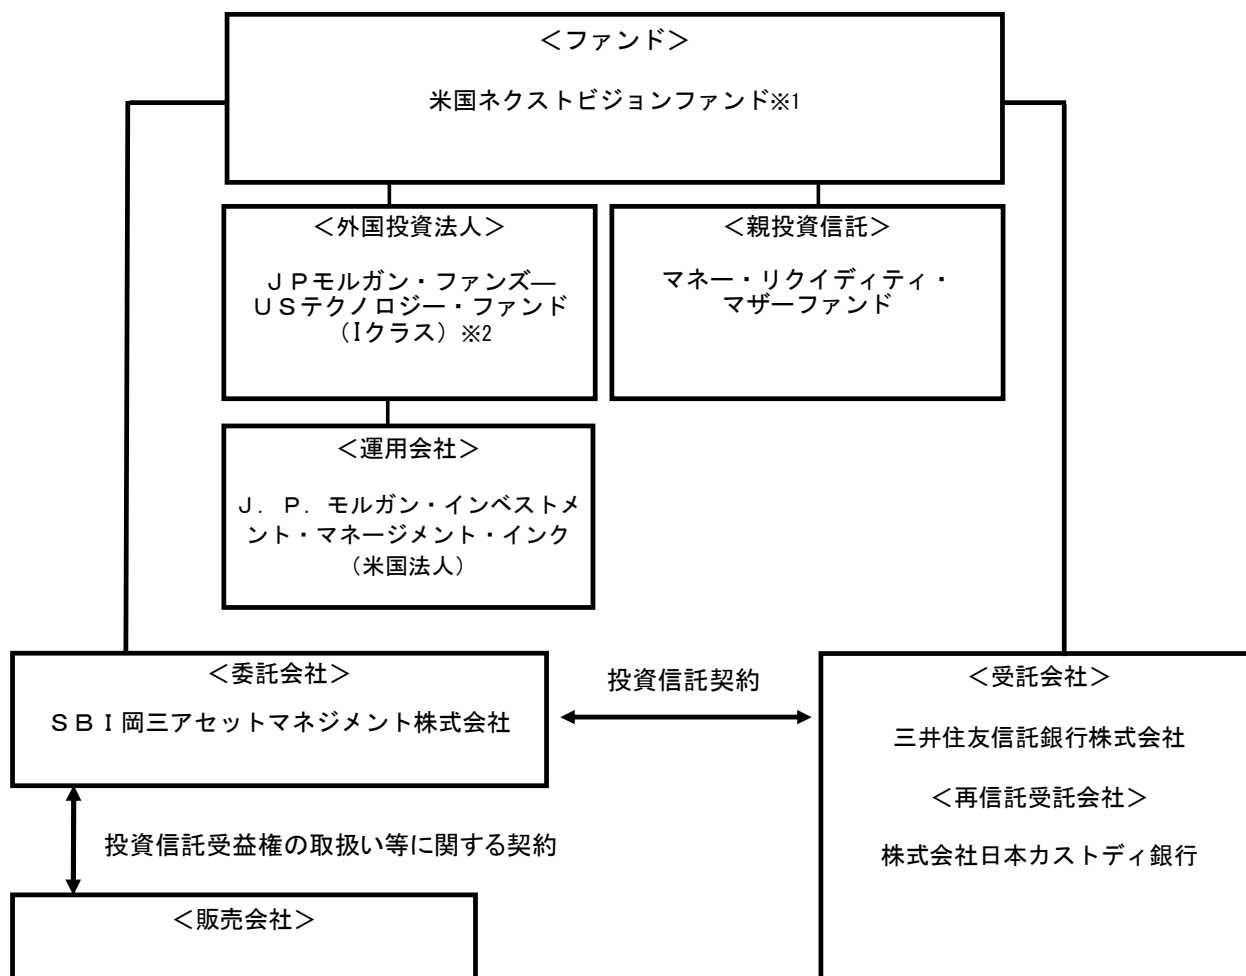 ＜ファンド＞
米国ネクストビジョンファンド※1
＜外国投資法人＞
ＪＰモルガン・ファンズ―
ＵＳテクノロジー・ファンド
（Iクラス）※2
＜親投資信託＞
マネー・リクイディティ・
マザーファンド
＜運用会社＞
Ｊ．Ｐ．モルガン・インベストメ
ント・マネージメント・インク
（米国法人）
＜委託会社＞
ＳＢＩ岡三アセットマネジメント株式会社
投資信託契約
＜受託会社＞
三井住友信託銀行株式会社
＜再信託受託会社＞
株式会社日本カストディ銀行
投資信託受益権の取扱い等に関する契約
＜販売会社＞